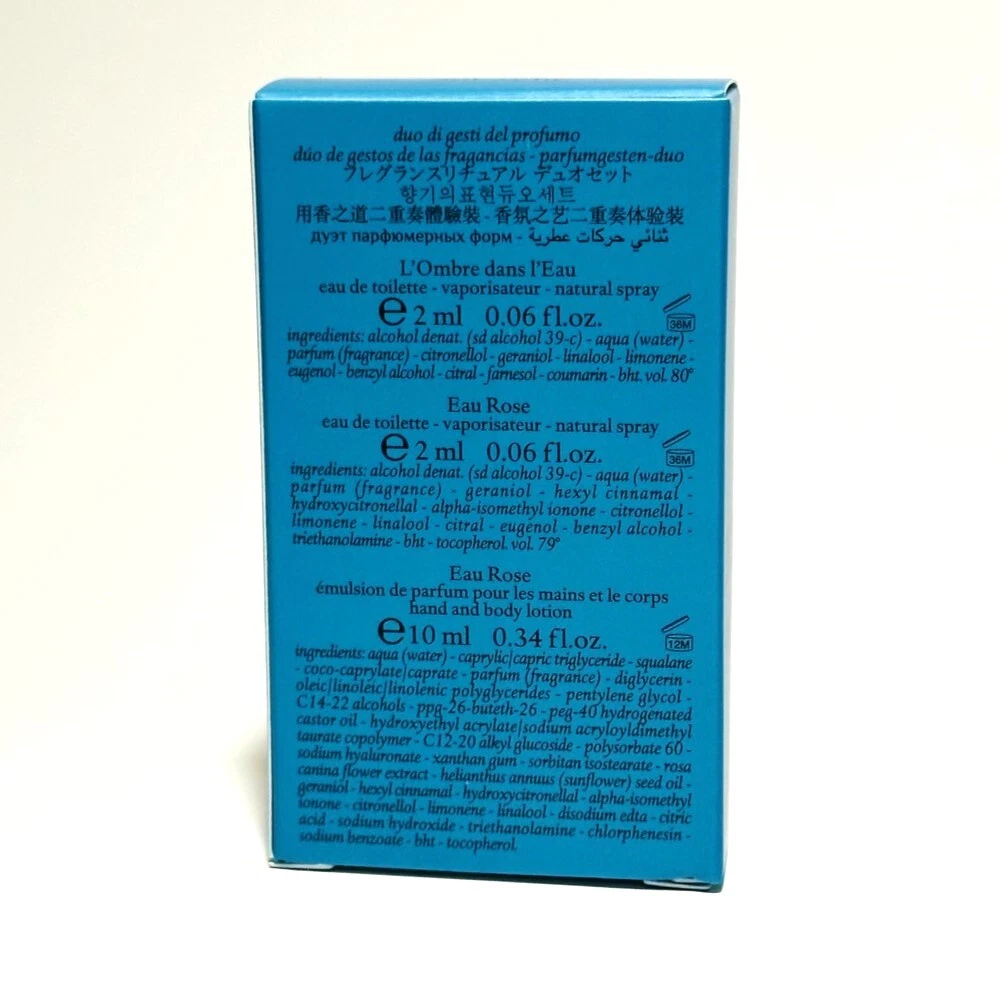 duo di gesti del profumo
dúo de gestos de las fragancias - parfumgesten-duo
フレグランスリチュアル デュオセット
향기의표현듀오세트
用香之道二重奏體驗裝 - 香氛之艺二重奏体验装
дуэт парфюмерных форм - ثنائي حركات عطرية
L'Ombre dans l'Eau
eau de toilette - vaporisateur - natural spray
℮ 2 ml 0.06 fl.oz.
36M
ingredients: alcohol denat. (sd alcohol 39-c) - aqua (water) -
parfum (fragrance) - citronellol - geraniol - linalool - limonene -
eugenol - benzyl alcohol - citral - farnesol - coumarin - bht. vol. 80°
Eau Rose
eau de toilette - vaporisateur - natural spray
℮ 2 ml 0.06 fl.oz.
36M
ingredients: alcohol denat. (sd alcohol 39-c) - aqua (water) -
parfum (fragrance) - geraniol - hexyl cinnamal -
hydroxycitronellal - alpha-isomethyl ionone - citronellol -
limonene - linalool - citral - eugenol - benzyl alcohol -
triethanolamine - bht - tocopherol. vol. 79°
Eau Rose
émulsion de parfum pour les mains et le corps
hand and body lotion
℮ 10 ml 0.34 fl.oz.
12M
ingredients: aqua (water) - caprylic/capric triglyceride - squalane
- coco-caprylate/caprate - parfum (fragrance) - diglycerin -
oleic/linoleic/linolenic polyglycerides - pentylene glycol -
C14-22 alcohols - ppg-26-buteth-26 - peg-40 hydrogenated
castor oil - hydroxyethyl acrylate/sodium acryloyldimethyl
taurate copolymer - C12-20 alkyl glucoside - polysorbate 60 -
sodium hyaluronate - xanthan gum - sorbitan isostearate - rosa
canina flower extract - helianthus annuus (sunflower) seed oil -
geraniol - hexyl cinnamal - hydroxycitronellal - alpha-isomethyl
ionone - citronellol - limonene - linalool - disodium edta - citric
acid - sodium hydroxide - triethanolamine - chlorphenesin -
sodium benzoate - bht - tocopherol.